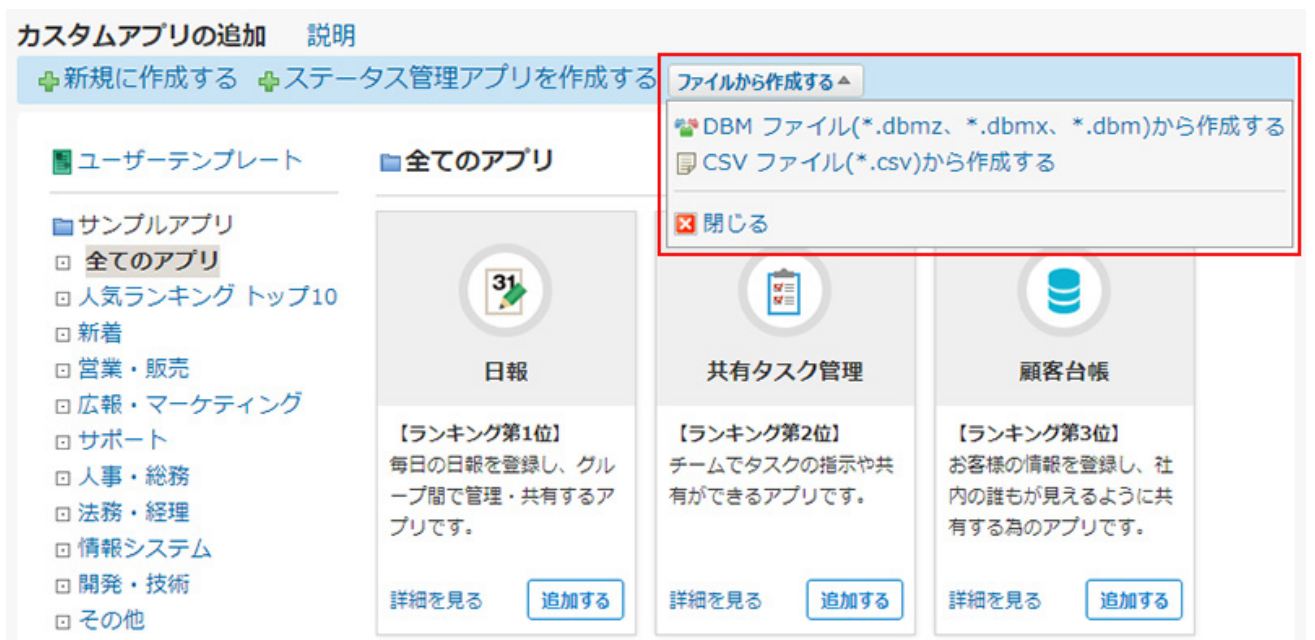 カスタムアプリの追加 説明
新規に作成する ステータス管理アプリを作成する ファイルから作成する
DBM ファイル(*.dbmz、*.dbmx、*.dbm)から作成する
CSV ファイル(*.csv)から作成する
閉じる
ユーザーテンプレート
サンプルアプリ
全てのアプリ
人気ランキング トップ10
新着
営業・販売
広報・マーケティング
サポート
人事・総務
法務・経理
情報システム
開発・技術
その他
全てのアプリ
31
日報
【ランキング第1位】
毎日の日報を登録し、グル
ープ間で管理・共有するア
プリです。
詳細を見る 追加する
共有タスク管理
【ランキング第2位】
チームでタスクの指示や共
有ができるアプリです。
詳細を見る 追加する
顧客台帳
【ランキング第3位】
お客様の情報を登録し、社
内の誰もが見えるように共
有する為のアプリです。
詳細を見る 追加する